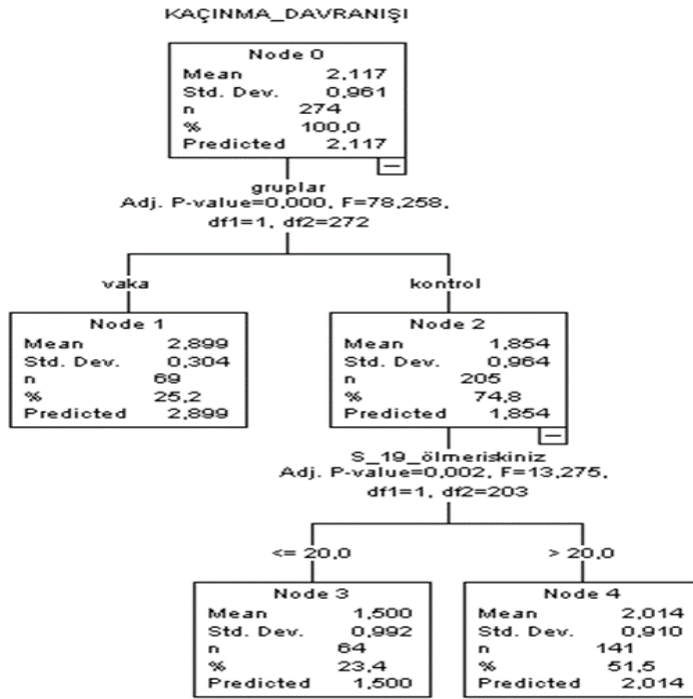 KAÇINMA_DAVRANIŞI
Node 0
Mean 2,117
Std. Dev. 0,961
n 274
% 100,0
Predicted 2,117
gruplar
Adj. P-value=0,000, F=78,258,
df1=1, df2=272
vaka
kontrol
Node 1
Mean 2,899
Std. Dev. 0,304
n 69
% 25,2
Predicted 2,899
Node 2
Mean 1,854
Std. Dev. 0,964
n 205
% 74,8
Predicted 1,854
S_19_ölmeriskiniz
Adj. P-value=0,002, F=13,275,
df1=1, df2=203
<= 20,0
> 20,0
Node 3
Mean 1,500
Std. Dev. 0,992
n 64
% 23,4
Predicted 1,500
Node 4
Mean 2,014
Std. Dev. 0,910
n 141
% 51,5
Predicted 2,014